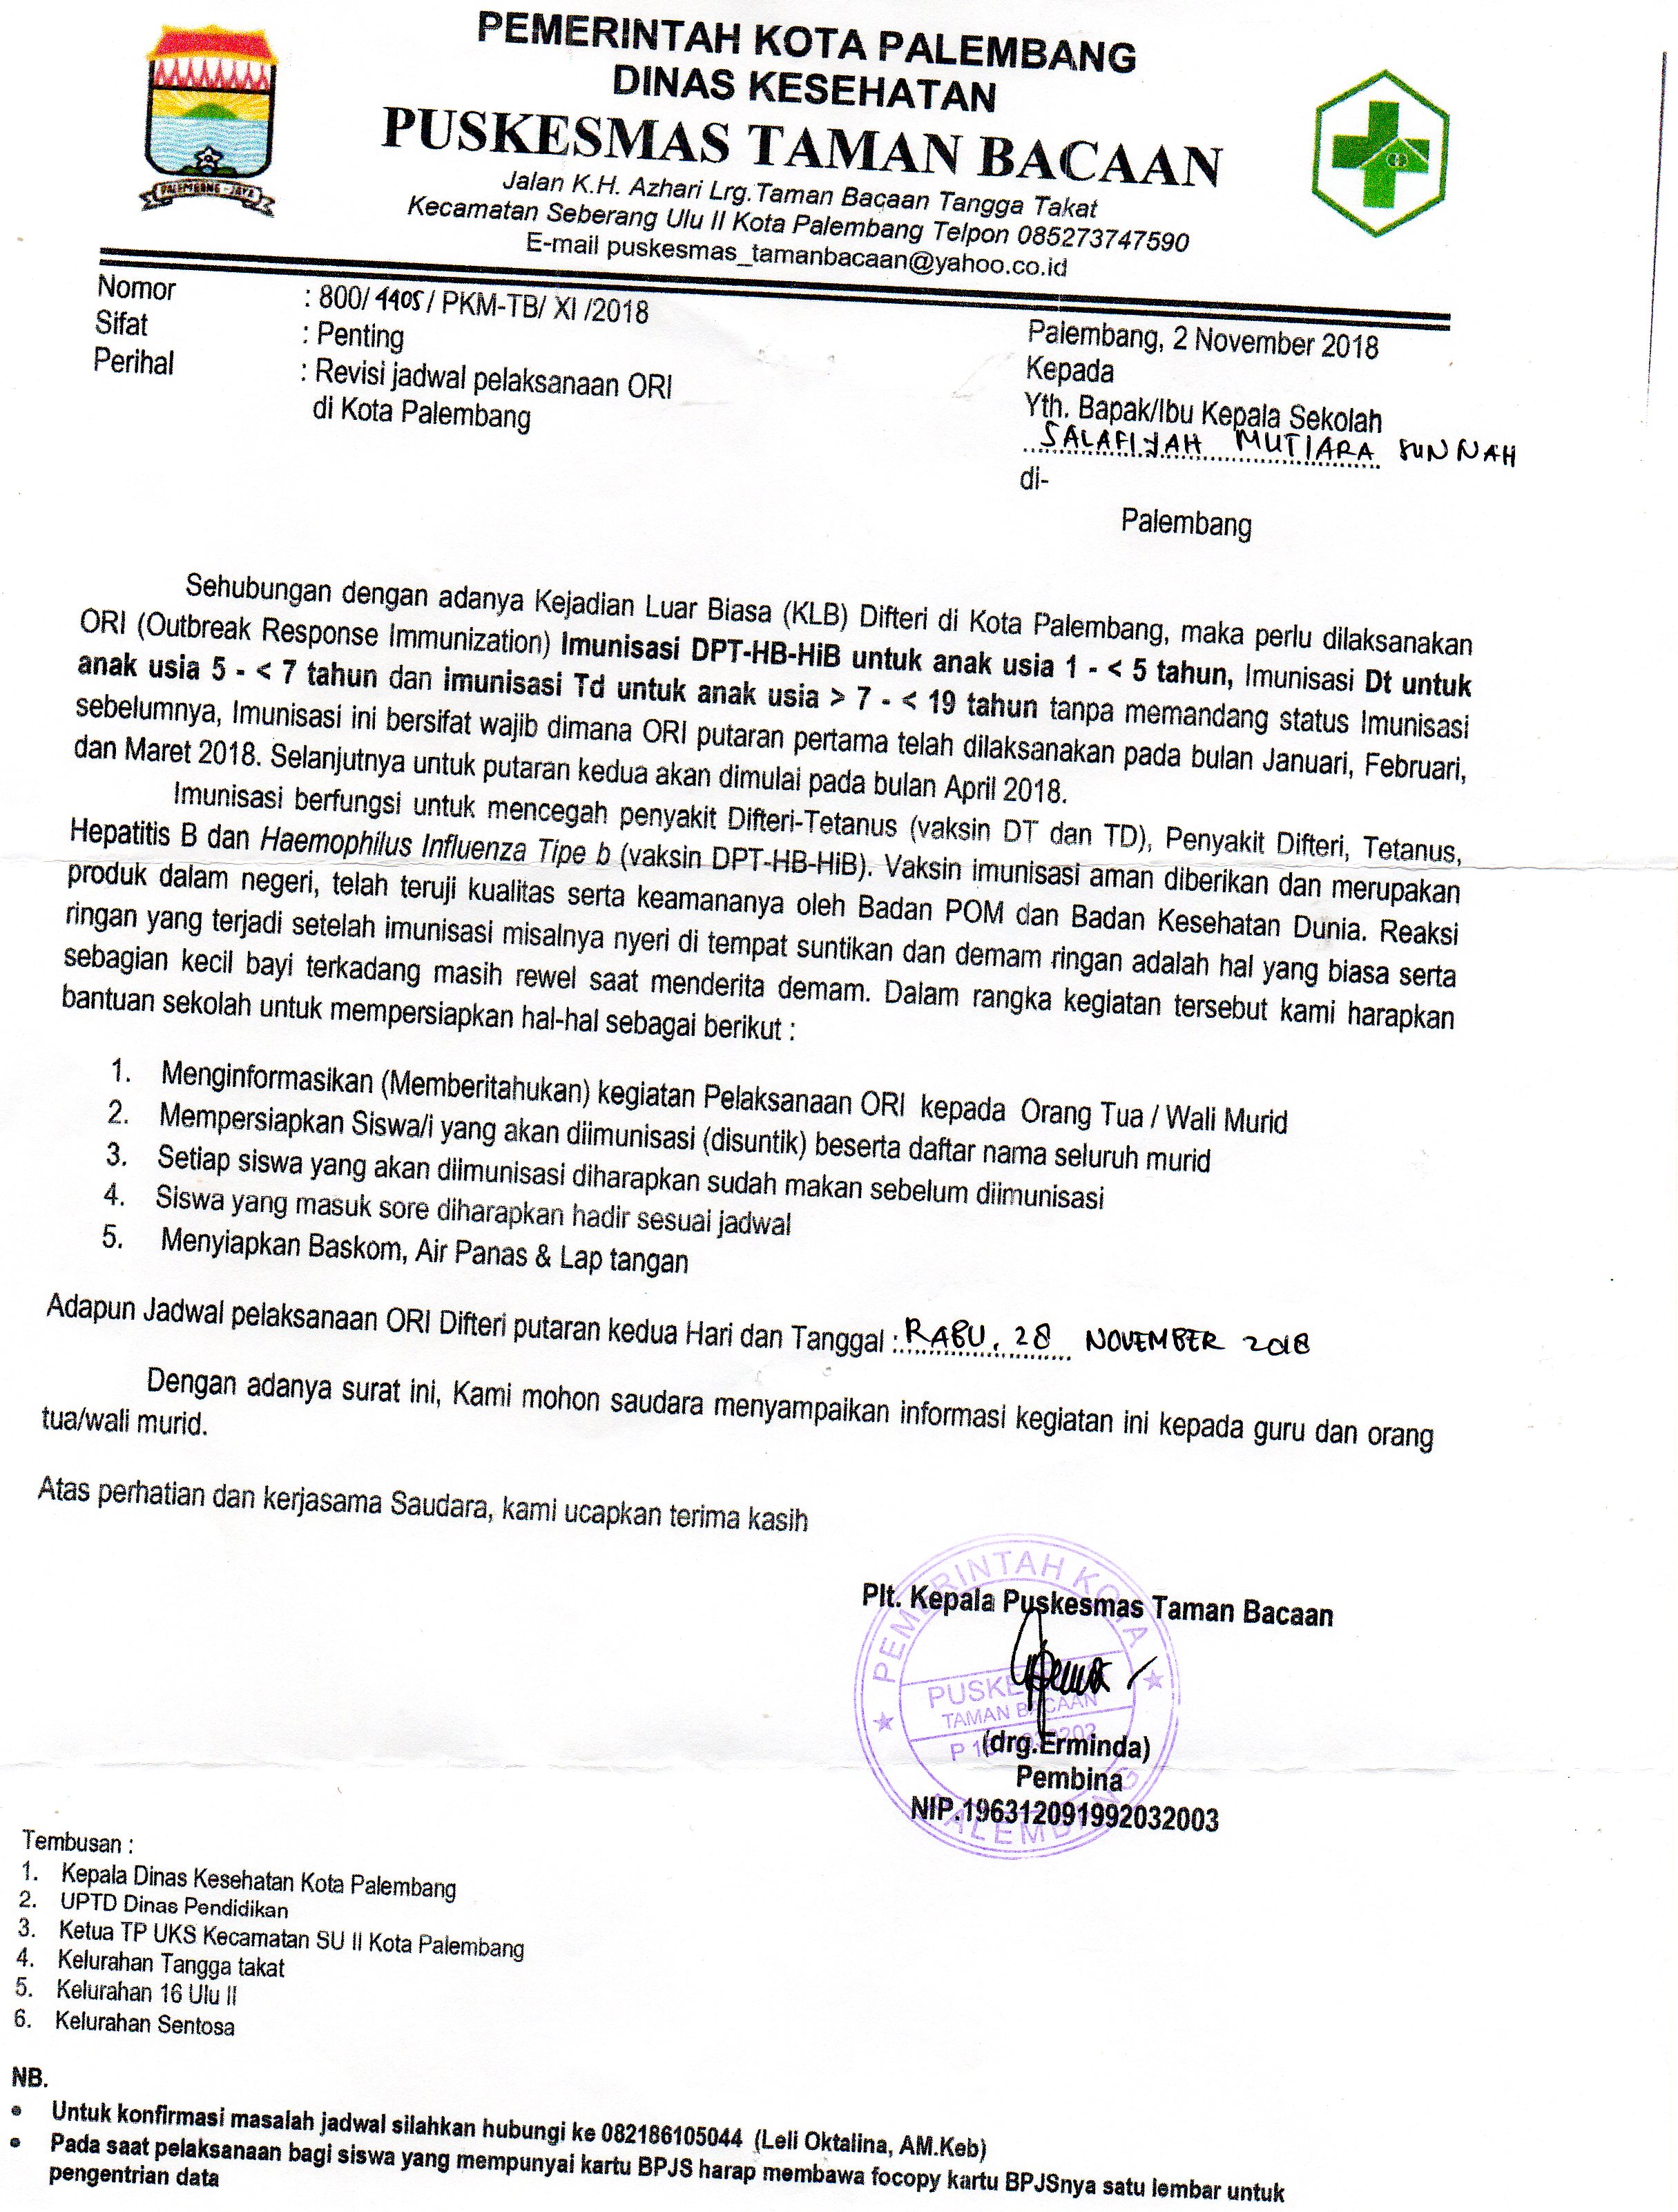 PEMERINTAH KOTA PALEMBANG
DINAS KESEHATAN
PUSKESMAS TAMAN BACAAN
Jalan K.H. Azhari Lrg.Taman Bacaan Tangga Takat
Kecamatan Seberang Ulu II Kota Palembang Telpon 085273747590
E-mail puskesmas_tamanbacaan@yahoo.co.id
PALEMBANG - JAYA
Nomor : 800/ 1105 / PKM-TB/ XI /2018
Sifat : Penting
Perihal : Revisi jadwal pelaksanaan ORI
di Kota Palembang
Palembang, 2 November 2018
Kepada
Yth. Bapak/Ibu Kepala Sekolah
SALAFIYAH MUTIARA SUNNAH
di-
Palembang
Sehubungan dengan adanya Kejadian Luar Biasa (KLB) Difteri di Kota Palembang, maka perlu dilaksanakan
ORI (Outbreak Response Immunization) Imunisasi DPT-HB-HiB untuk anak usia 1 - < 5 tahun, Imunisasi Dt untuk
anak usia 5 - < 7 tahun dan imunisasi Td untuk anak usia > 7 - < 19 tahun tanpa memandang status Imunisasi
sebelumnya, Imunisasi ini bersifat wajib dimana ORI putaran pertama telah dilaksanakan pada bulan Januari, Februari,
dan Maret 2018. Selanjutnya untuk putaran kedua akan dimulai pada bulan April 2018.
Imunisasi berfungsi untuk mencegah penyakit Difteri-Tetanus (vaksin DT dan TD), Penyakit Difteri, Tetanus,
Hepatitis B dan Haemophilus Influenza Tipe b (vaksin DPT-HB-HiB). Vaksin imunisasi aman diberikan dan merupakan
produk dalam negeri, telah teruji kualitas serta keamananya oleh Badan POM dan Badan Kesehatan Dunia. Reaksi
ringan yang terjadi setelah imunisasi misalnya nyeri di tempat suntikan dan demam ringan adalah hal yang biasa serta
sebagian kecil bayi terkadang masih rewel saat menderita demam. Dalam rangka kegiatan tersebut kami harapkan
bantuan sekolah untuk mempersiapkan hal-hal sebagai berikut :
1. Menginformasikan (Memberitahukan) kegiatan Pelaksanaan ORI kepada Orang Tua / Wali Murid
2. Mempersiapkan Siswa/i yang akan diimunisasi (disuntik) beserta daftar nama seluruh murid
3. Setiap siswa yang akan diimunisasi diharapkan sudah makan sebelum diimunisasi
4. Siswa yang masuk sore diharapkan hadir sesuai jadwal
5. Menyiapkan Baskom, Air Panas & Lap tangan
Adapun Jadwal pelaksanaan ORI Difteri putaran kedua Hari dan Tanggal : RABU, 28 NOVEMBER 2018
Dengan adanya surat ini, Kami mohon saudara menyampaikan informasi kegiatan ini kepada guru dan orang
tua/wali murid.
Atas perhatian dan kerjasama Saudara, kami ucapkan terima kasih
Plt. Kepala Puskesmas Taman Bacaan
PEMERINTAH KOTA
TAMAN BACAAN
PALEMBANG
(drg.Erminda)
Pembina
NIP.196312091992032003
Tembusan :
1. Kepala Dinas Kesehatan Kota Palembang
2. UPTD Dinas Pendidikan
3. Ketua TP UKS Kecamatan SU II Kota Palembang
4. Kelurahan Tangga takat
5. Kelurahan 16 Ulu II
6. Kelurahan Sentosa
NB.
• Untuk konfirmasi masalah jadwal silahkan hubungi ke 082186105044 (Leli Oktalina, AM.Keb)
• Pada saat pelaksanaan bagi siswa yang mempunyai kartu BPJS harap membawa focopy kartu BPJSnya satu lembar untuk
pengentrian data